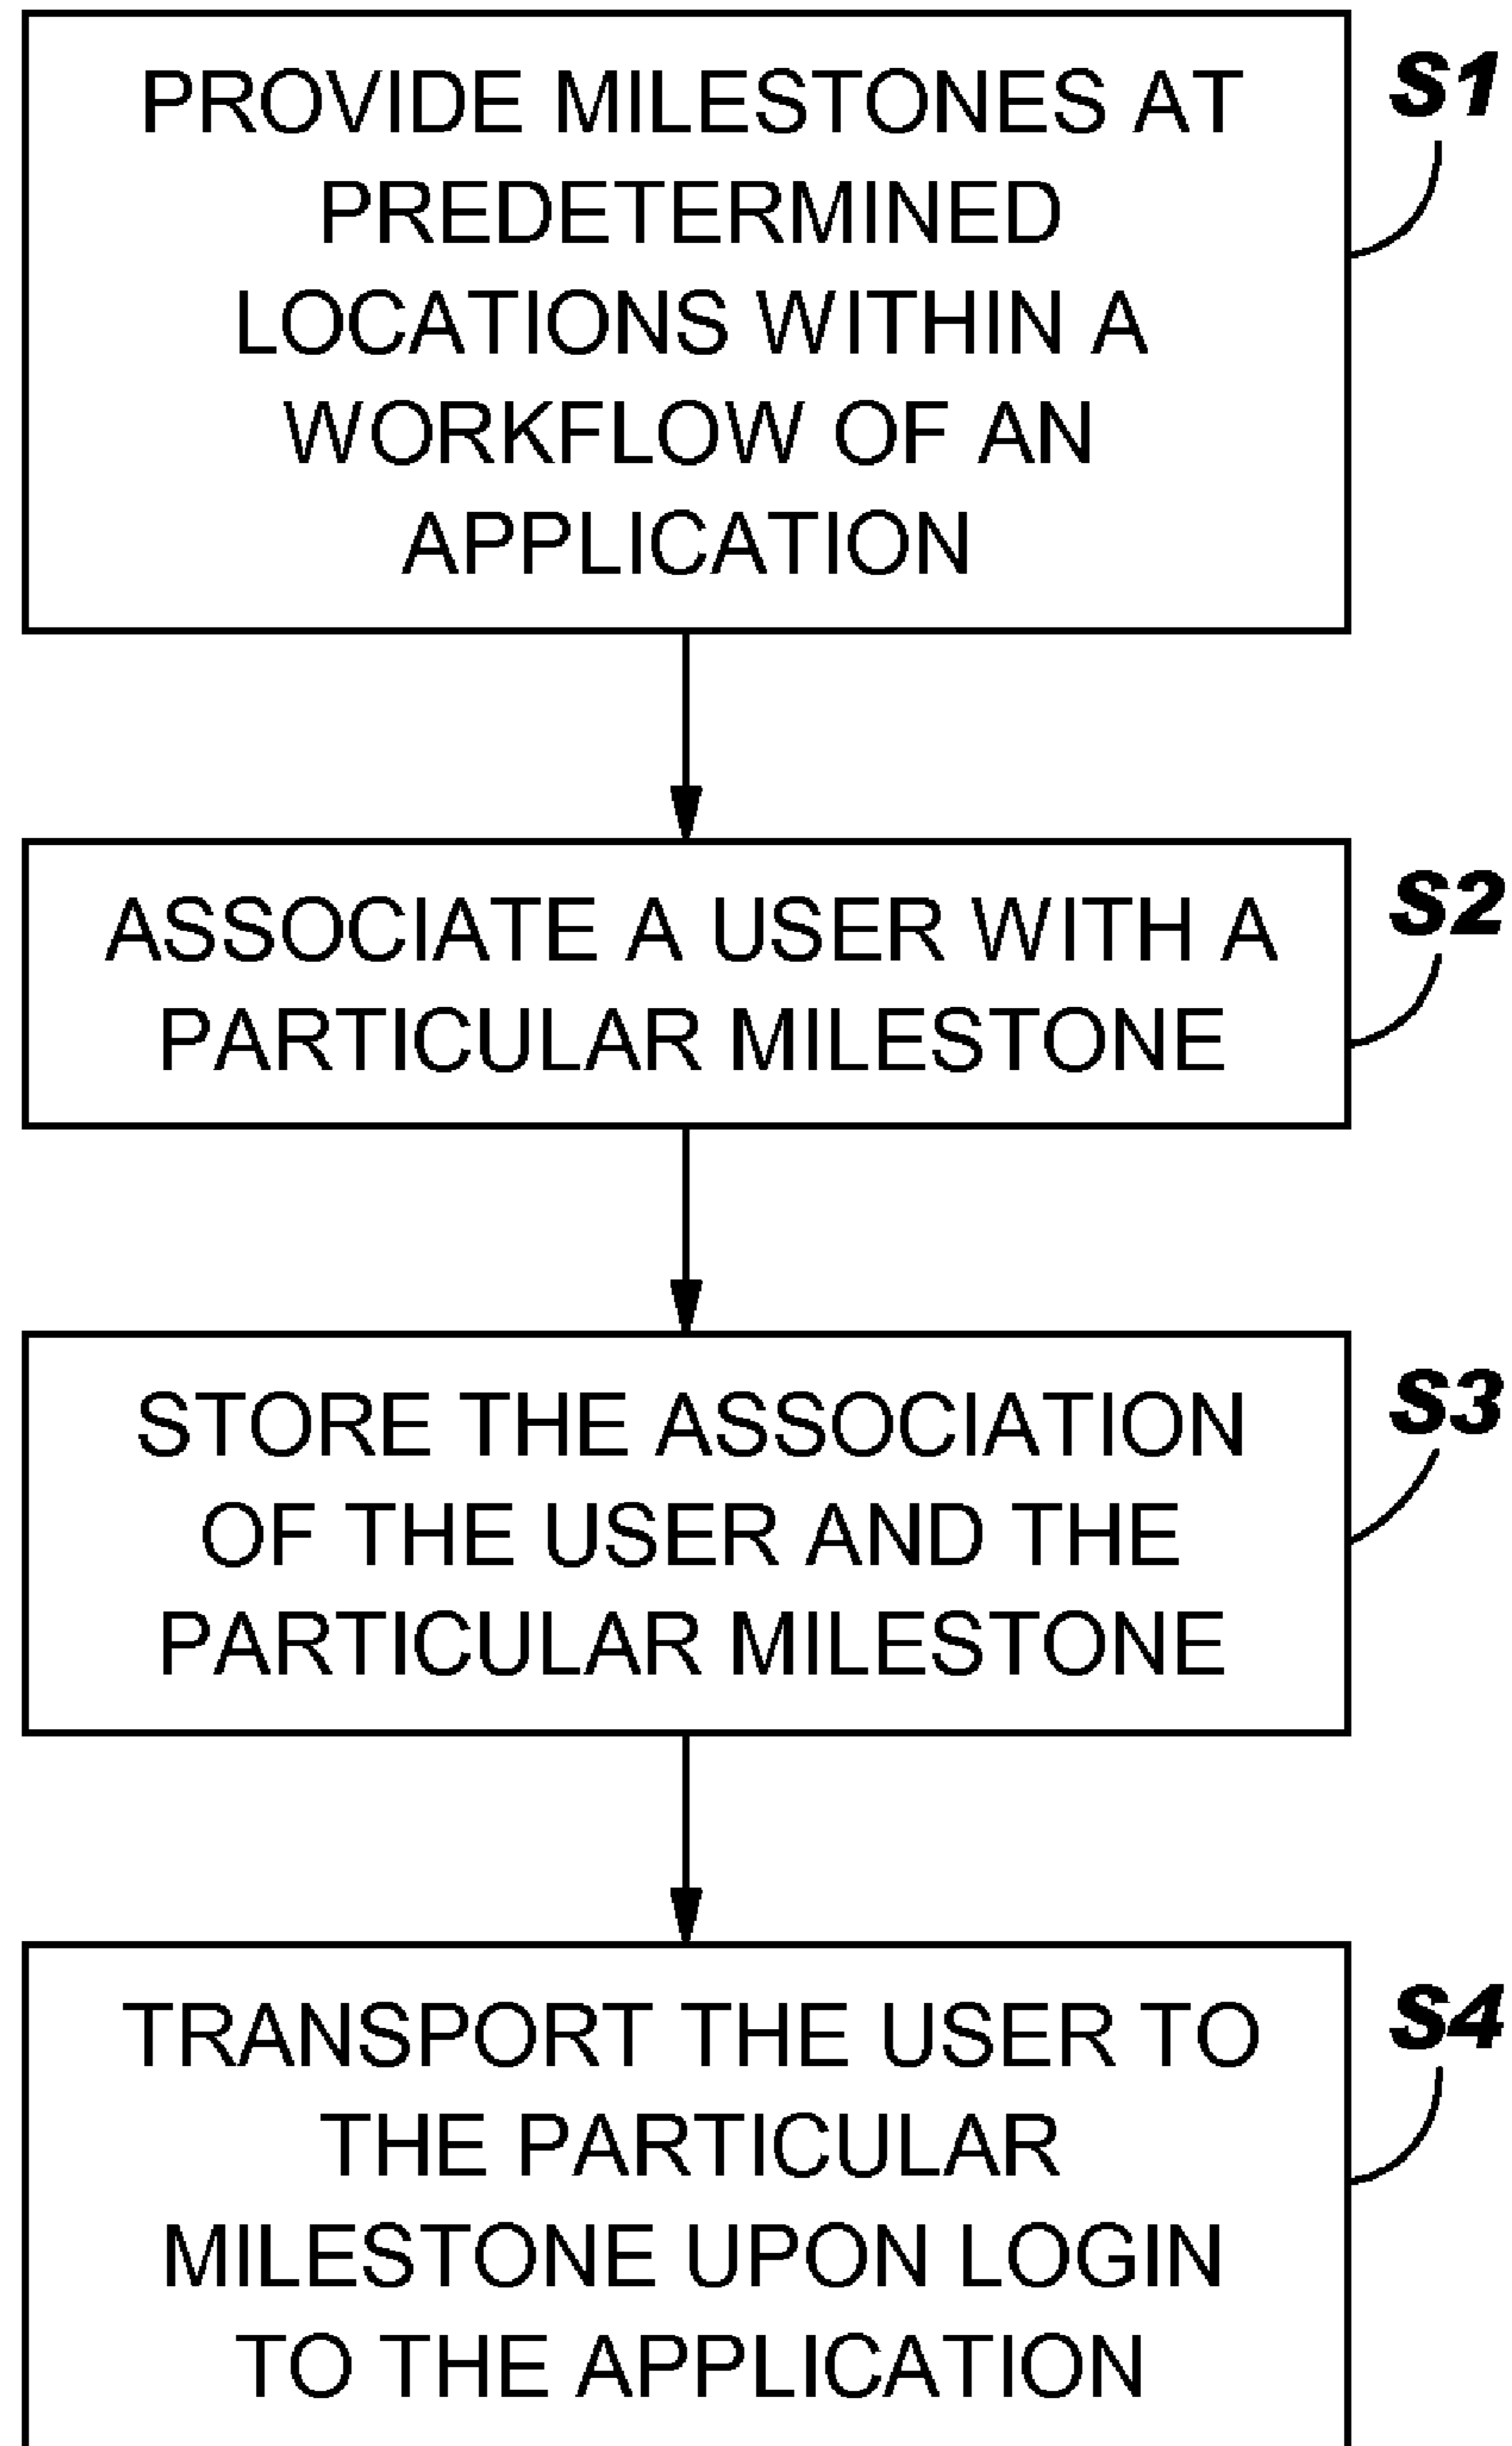 PROVIDE MILESTONES AT
PREDETERMINED
LOCATIONS WITHIN A
WORKFLOW OF AN
APPLICATION
S1
ASSOCIATE A USER WITH A
PARTICULAR MILESTONE
S2
STORE THE ASSOCIATION
OF THE USER AND THE
PARTICULAR MILESTONE
S3
TRANSPORT THE USER TO
THE PARTICULAR
MILESTONE UPON LOGIN
TO THE APPLICATION
S4